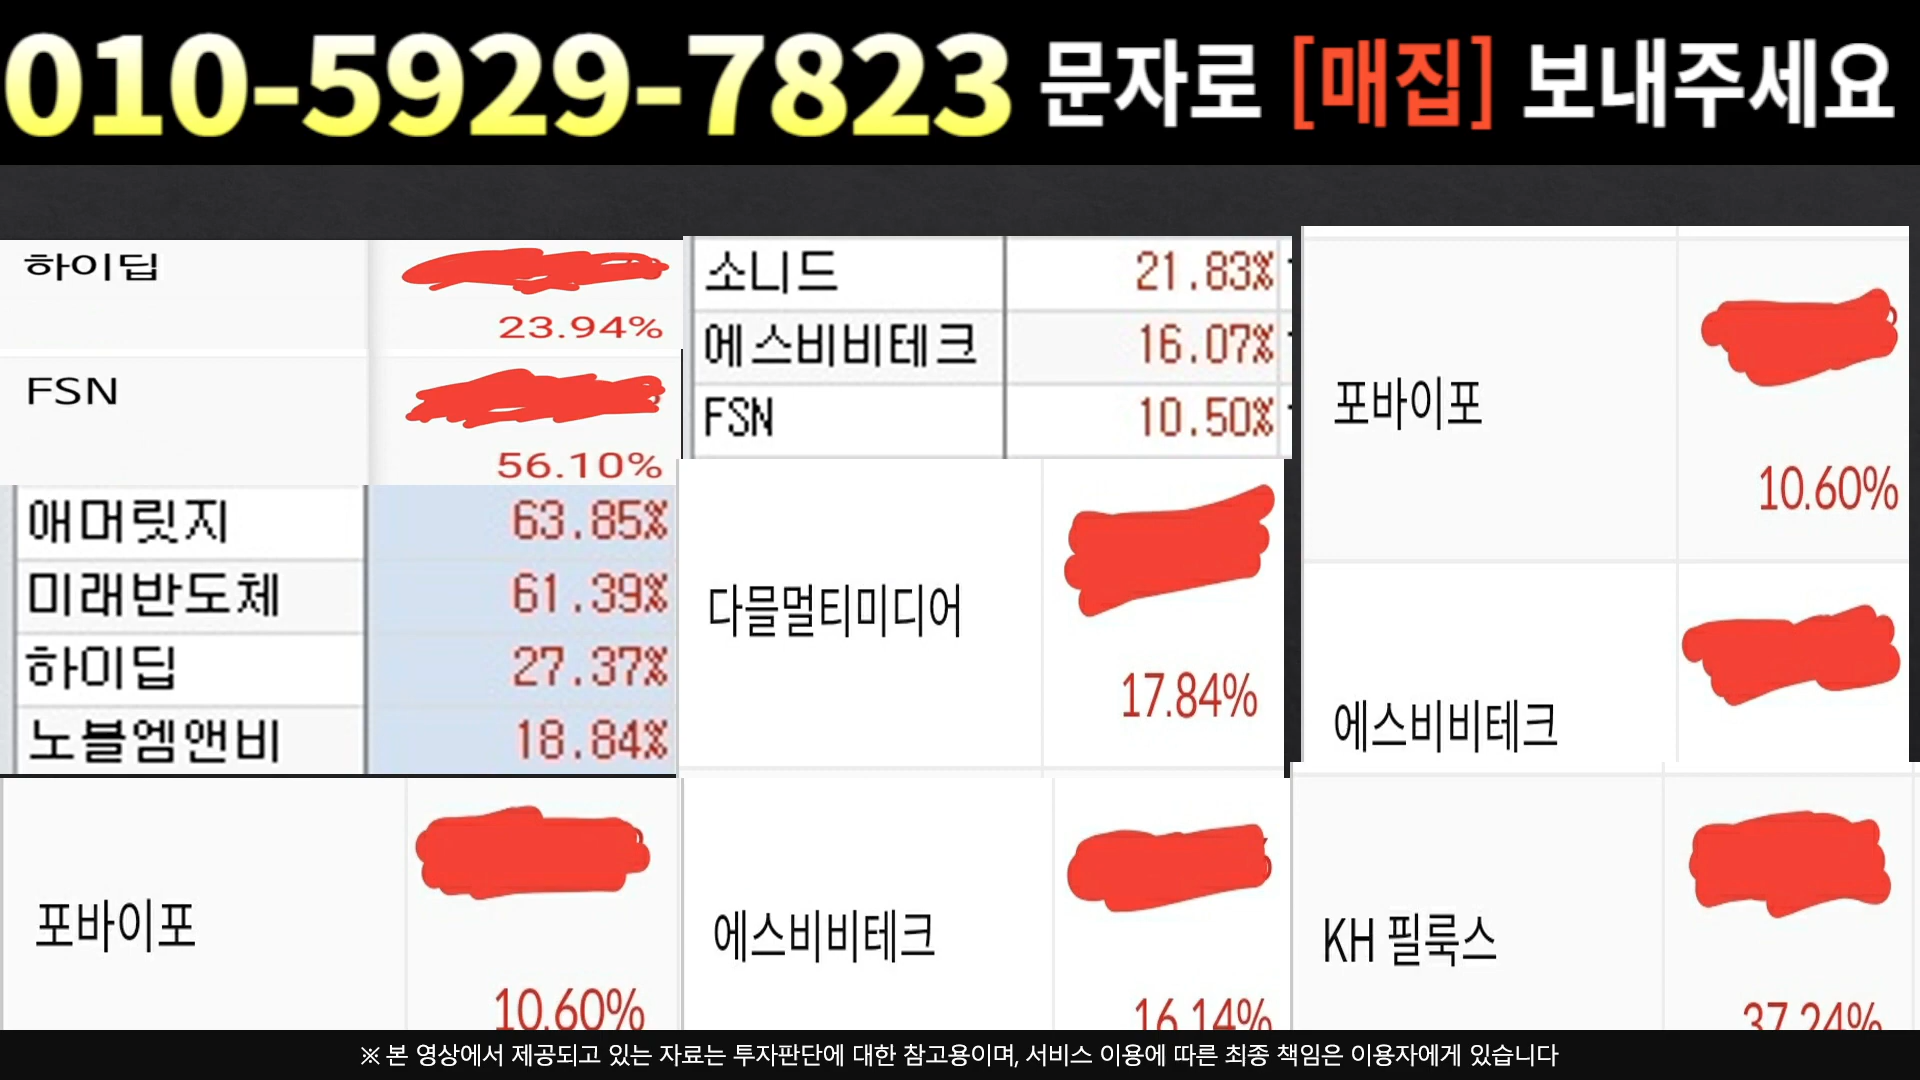 010-5929-7823 문자로 [매집] 보내주세요
하이딥
23.94%
FSN
56.10%
애머릿지 63.85%
미래반도체 61.39%
하이딥 27.37%
노블엠앤비 18.84%
소니드 21.83%
에스비비테크 16.07%
FSN 10.50%
다믈멀티미디어
17.84%
포바이포
10.60%
에스비비테크
포바이포
10.60%
에스비비테크
16.14%
KH 필룩스
37.24%
※ 본 영상에서 제공되고 있는 자료는 투자판단에 대한 참고용이며, 서비스 이용에 따른 최종 책임은 이용자에게 있습니다